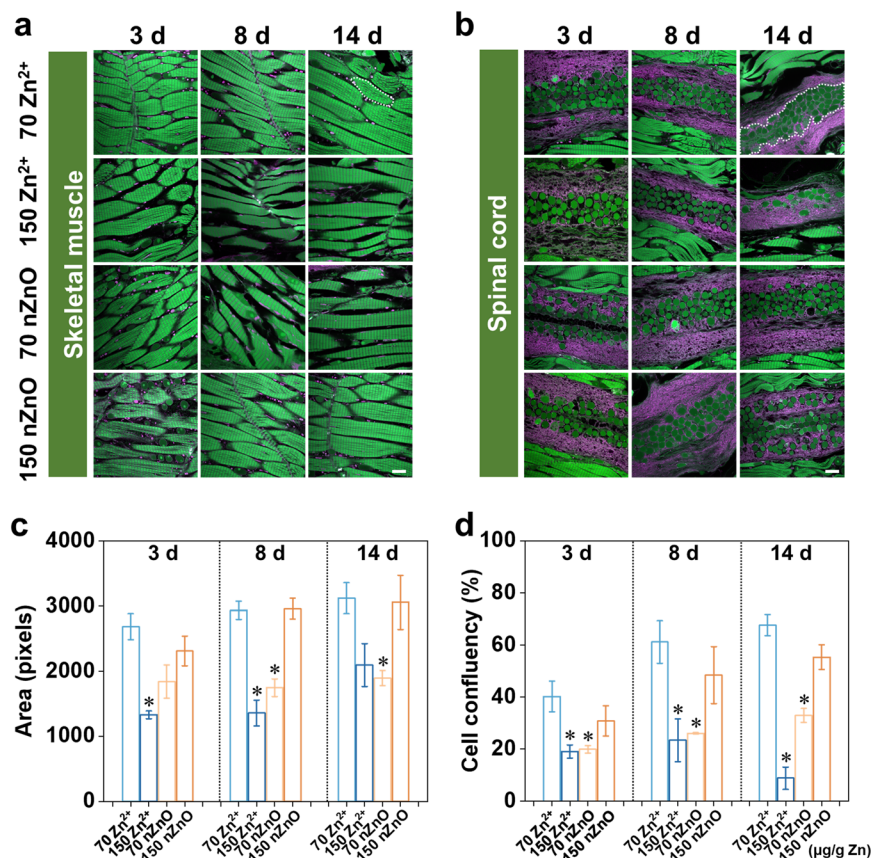 a
3 d 8 d 14 d
Skeletal muscle
70 Zn²⁺
150 Zn²⁺
70 nZnO
150 nZnO
b
3 d 8 d 14 d
Spinal cord
c
Area (pixels)
4000
3000
2000
1000
0
3 d 8 d 14 d
* * * *
70 Zn²⁺ 150 Zn²⁺ 70 nZnO 150 nZnO 70 Zn²⁺ 150 Zn²⁺ 70 nZnO 150 nZnO 70 Zn²⁺ 150 Zn²⁺ 70 nZnO 150 nZnO
d
Cell confluency (%)
100
80
60
40
20
0
3 d 8 d 14 d
* * * * * *
70 Zn²⁺ 150 Zn²⁺ 70 nZnO 150 nZnO 70 Zn²⁺ 150 Zn²⁺ 70 nZnO 150 nZnO 70 Zn²⁺ 150 Zn²⁺ 70 nZnO 150 nZnO
(µg/g Zn)